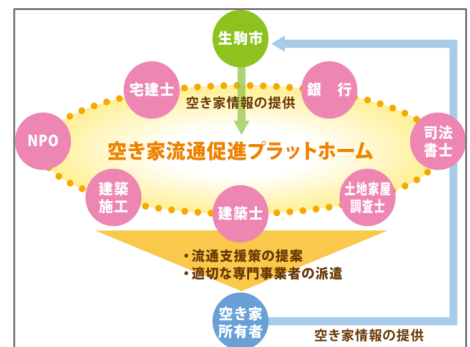 生駒市
宅建士
銀行
空き家情報の提供
NPO
司法
書士
空き家流通促進プラットホーム
建築
施工
建築士
土地家屋
調査士
・流通支援策の提案
・適切な専門事業者の派遣
空き家
所有者
空き家情報の提供